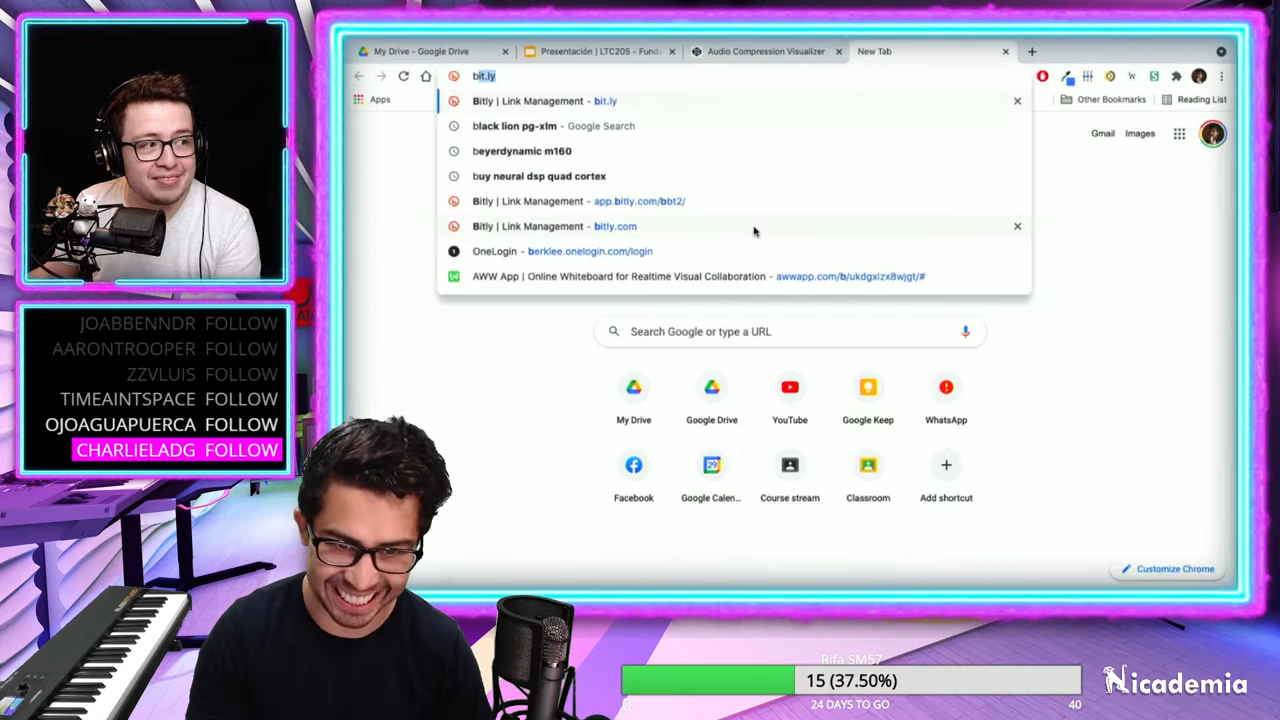 My Drive - Google Drive
Presentación | LTC205 - Fund
Audio Compression Visualizer
New Tab
bit.ly
Apps
Other Bookmarks
Reading List
Bitly | Link Management - bit.ly
black lion pg-xlm - Google Search
beyerdynamic m160
buy neural dsp quad cortex
Bitly | Link Management - app.bitly.com/bbt2/
Bitly | Link Management - bitly.com
OneLogin - berklee.onelogin.com/login
AWW App | Online Whiteboard for Realtime Visual Collaboration - awwapp.com/b/ukdgxlzx8wjgt/#
Gmail
Images
Search Google or type a URL
My Drive
Google Drive
YouTube
Google Keep
WhatsApp
29
Facebook
Google Calen...
Course stream
Classroom
Add shortcut
Customize Chrome
JOABBENNDR FOLLOW
AARONTROOPER FOLLOW
ZZVLUIS FOLLOW
TIMEAINTSPACE FOLLOW
OJOAGUAPUERCA FOLLOW
CHARLIELADG FOLLOW
Rifa SM57
15 (37.50%)
0
24 DAYS TO GO
40
Nicademia